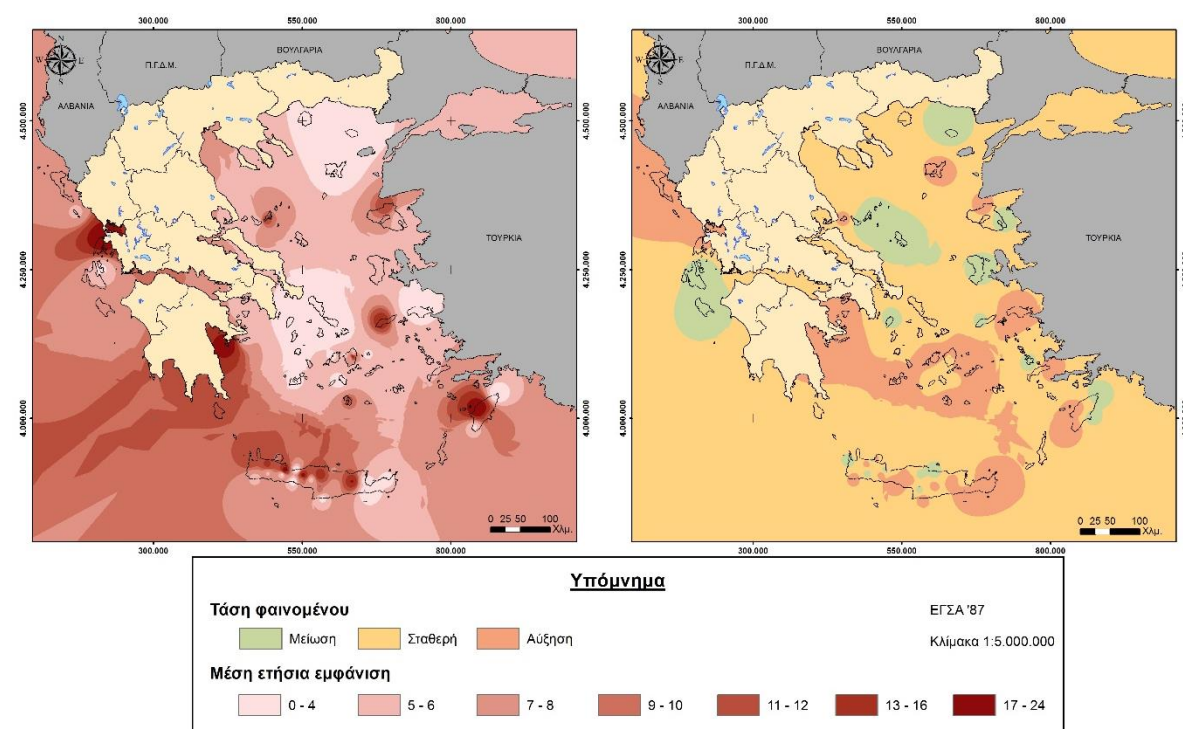 300.000 550.000 800.000
300.000 550.000 800.000
N
W E
S
ΒΟΥΛΓΑΡΙΑ
Π.Γ.Δ.Μ.
ΑΛΒΑΝΙΑ
ΤΟΥΡΚΙΑ
4.500.000
4.250.000
4.000.000
0 25 50 100
Χλμ.
300.000 550.000 800.000
N
W E
S
ΒΟΥΛΓΑΡΙΑ
Π.Γ.Δ.Μ.
ΑΛΒΑΝΙΑ
ΤΟΥΡΚΙΑ
4.500.000
4.250.000
4.000.000
0 25 50 100
Χλμ.
300.000 550.000 800.000
Υπόμνημα
Τάση φαινομένου
Μείωση Σταθερή Αύξηση
ΕΓΣΑ '87
Κλίμακα 1:5.000.000
Μέση ετήσια εμφάνιση
0 - 4 5 - 6 7 - 8 9 - 10 11 - 12 13 - 16 17 - 24